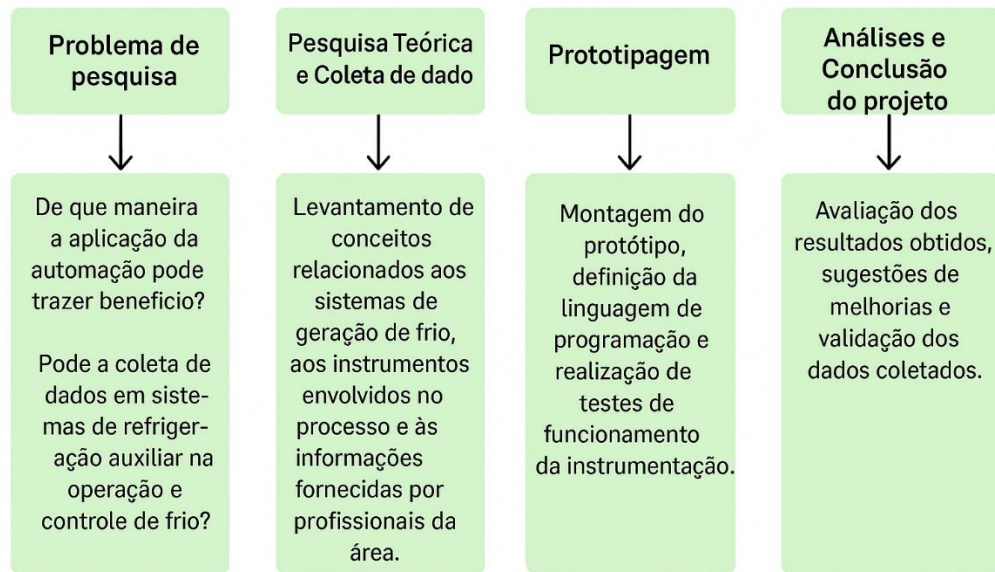 Problema de
pesquisa
De que maneira
a aplicação da
automação pode
trazer beneficio?
Pode a coleta de
dados em siste-
mas de refriger-
ação auxiliar na
operação e
controle de frio?
Pesquisa Teórica
e Coleta de dado
Levantamento de
conceitos
relacionados aos
sistemas de
geração de frio,
aos instrumentos
envolvidos no
processo e às
informações
fornecidas por
profissionais da
área.
Prototipagem
Montagem do
protótipo,
definição da
linguagem de
programação e
realização de
testes de
funcionamento
da instrumentação.
Análises e
Conclusão
do projeto
Avaliação dos
resultados obtidos,
sugestões de
melhorias e
validação dos
dados coletados.